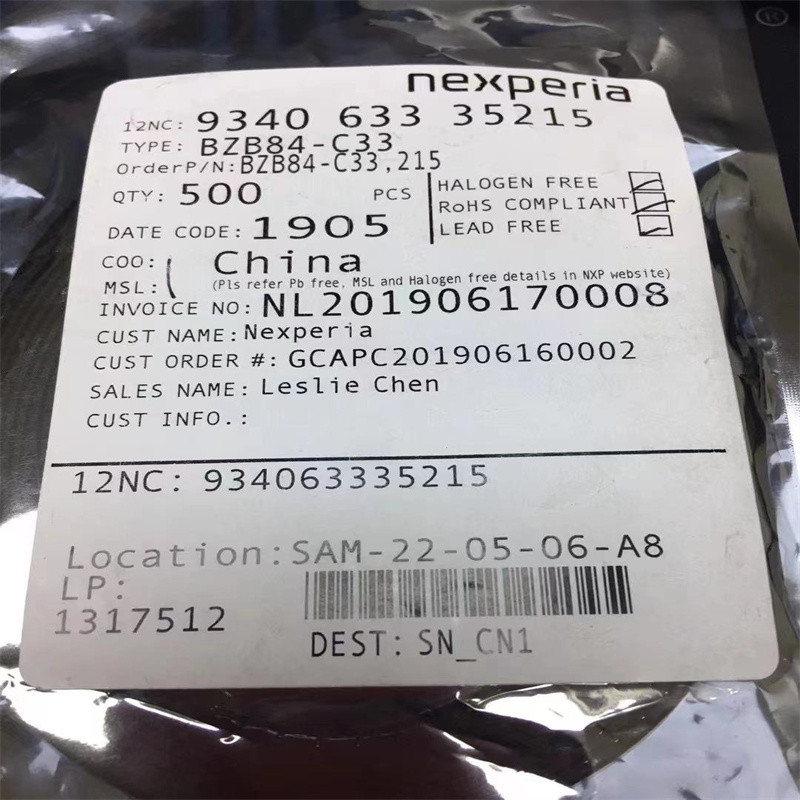 ®
nexperia
12NC: 9340 633 35215
TYPE: BZB84-C33
OrderP/N:BZB84-C33,215
QTY: 500 PCS
HALOGEN FREE
RoHS COMPLIANT
LEAD FREE
DATE CODE: 1905
COO: China
MSL: (Pls refer Pb free, MSL and Halogen free details in NXP website)
INVOICE NO: NL201906170008
CUST NAME: Nexperia
CUST ORDER #: GCAPC201906160002
SALES NAME: Leslie Chen
CUST INFO.:
12NC: 934063335215
Location:SAM-22-05-06-A8
LP:
1317512
DEST: SN_CN1